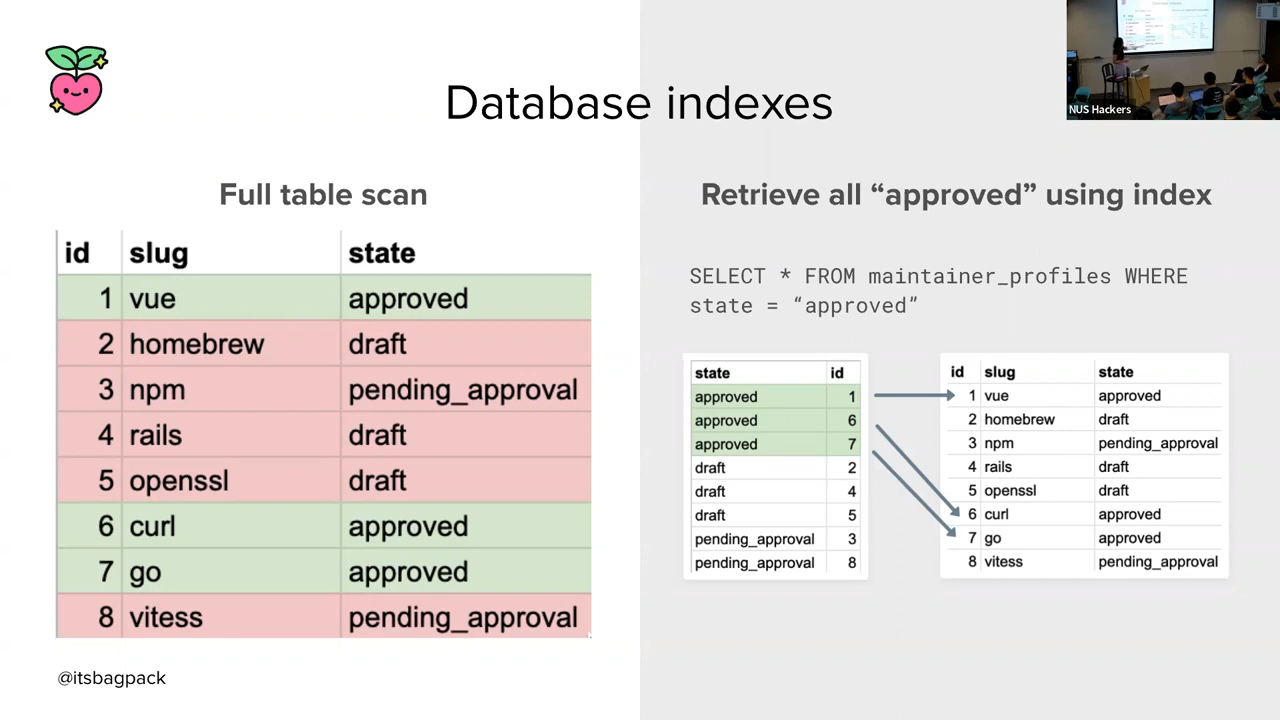 NUS Hackers
Database indexes
Full table scan
id slug state
1 vue approved
2 homebrew draft
3 npm pending_approval
4 rails draft
5 openssl draft
6 curl approved
7 go approved
8 vitess pending_approval
@itsbagpack
Retrieve all “approved” using index
SELECT * FROM maintainer_profiles WHERE
state = “approved”
state id
approved 1
approved 6
approved 7
draft 2
draft 4
draft 5
pending_approval 3
pending_approval 8
id slug state
1 vue approved
2 homebrew draft
3 npm pending_approval
4 rails draft
5 openssl draft
6 curl approved
7 go approved
8 vitess pending_approval